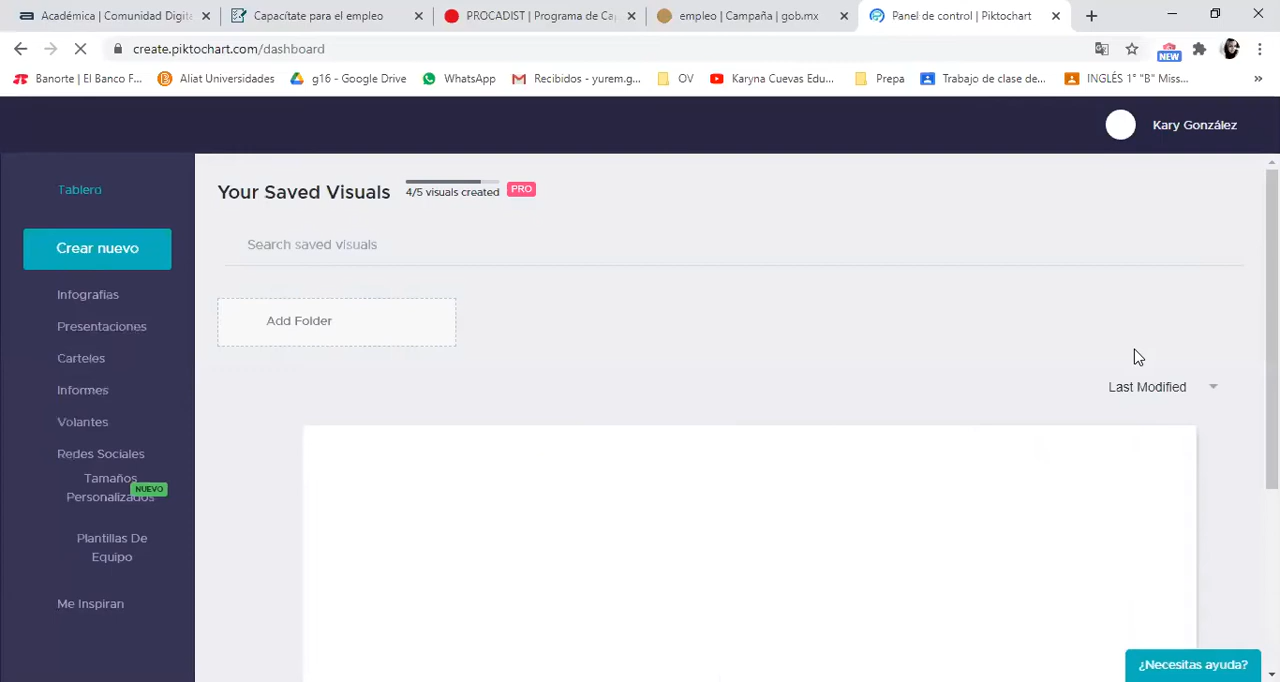 Académica | Comunidad Digita
Capacítate para el empleo
PROCADIST | Programa de Ca
empleo | Campaña | gob.mx
Panel de control | Piktochart
create.piktochart.com/dashboard
NEW
Banorte | El Banco F...
Aliat Universidades
g16 - Google Drive
WhatsApp
Recibidos - yurem.g...
OV
Karyna Cuevas Edu...
Prepa
Trabajo de clase de...
INGLÉS 1° "B" Miss...
»
Kary González
Tablero
Crear nuevo
Infografías
Presentaciones
Carteles
Informes
Volantes
Redes Sociales
Tamaños
Personalizados
NUEVO
Plantillas De
Equipo
Me Inspiran
Your Saved Visuals
4/5 visuals created
PRO
Search saved visuals
Add Folder
Last Modified
¿Necesitas ayuda?